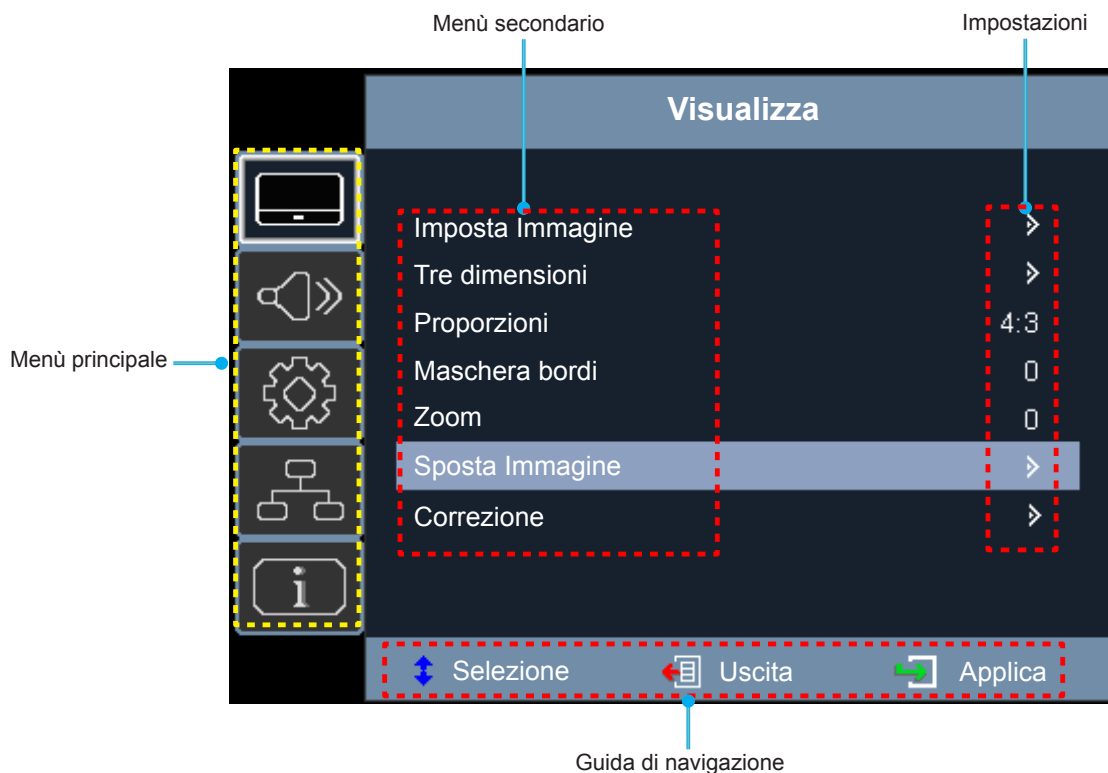 Menù secondario
Impostazioni
Visualizza
Imposta Immagine
Tre dimensioni
Proporzioni 4:3
Menù principale
Maschera bordi 0
Zoom 0
Sposta Immagine
Correzione
i
Selezione Uscita Applica
Guida di navigazione